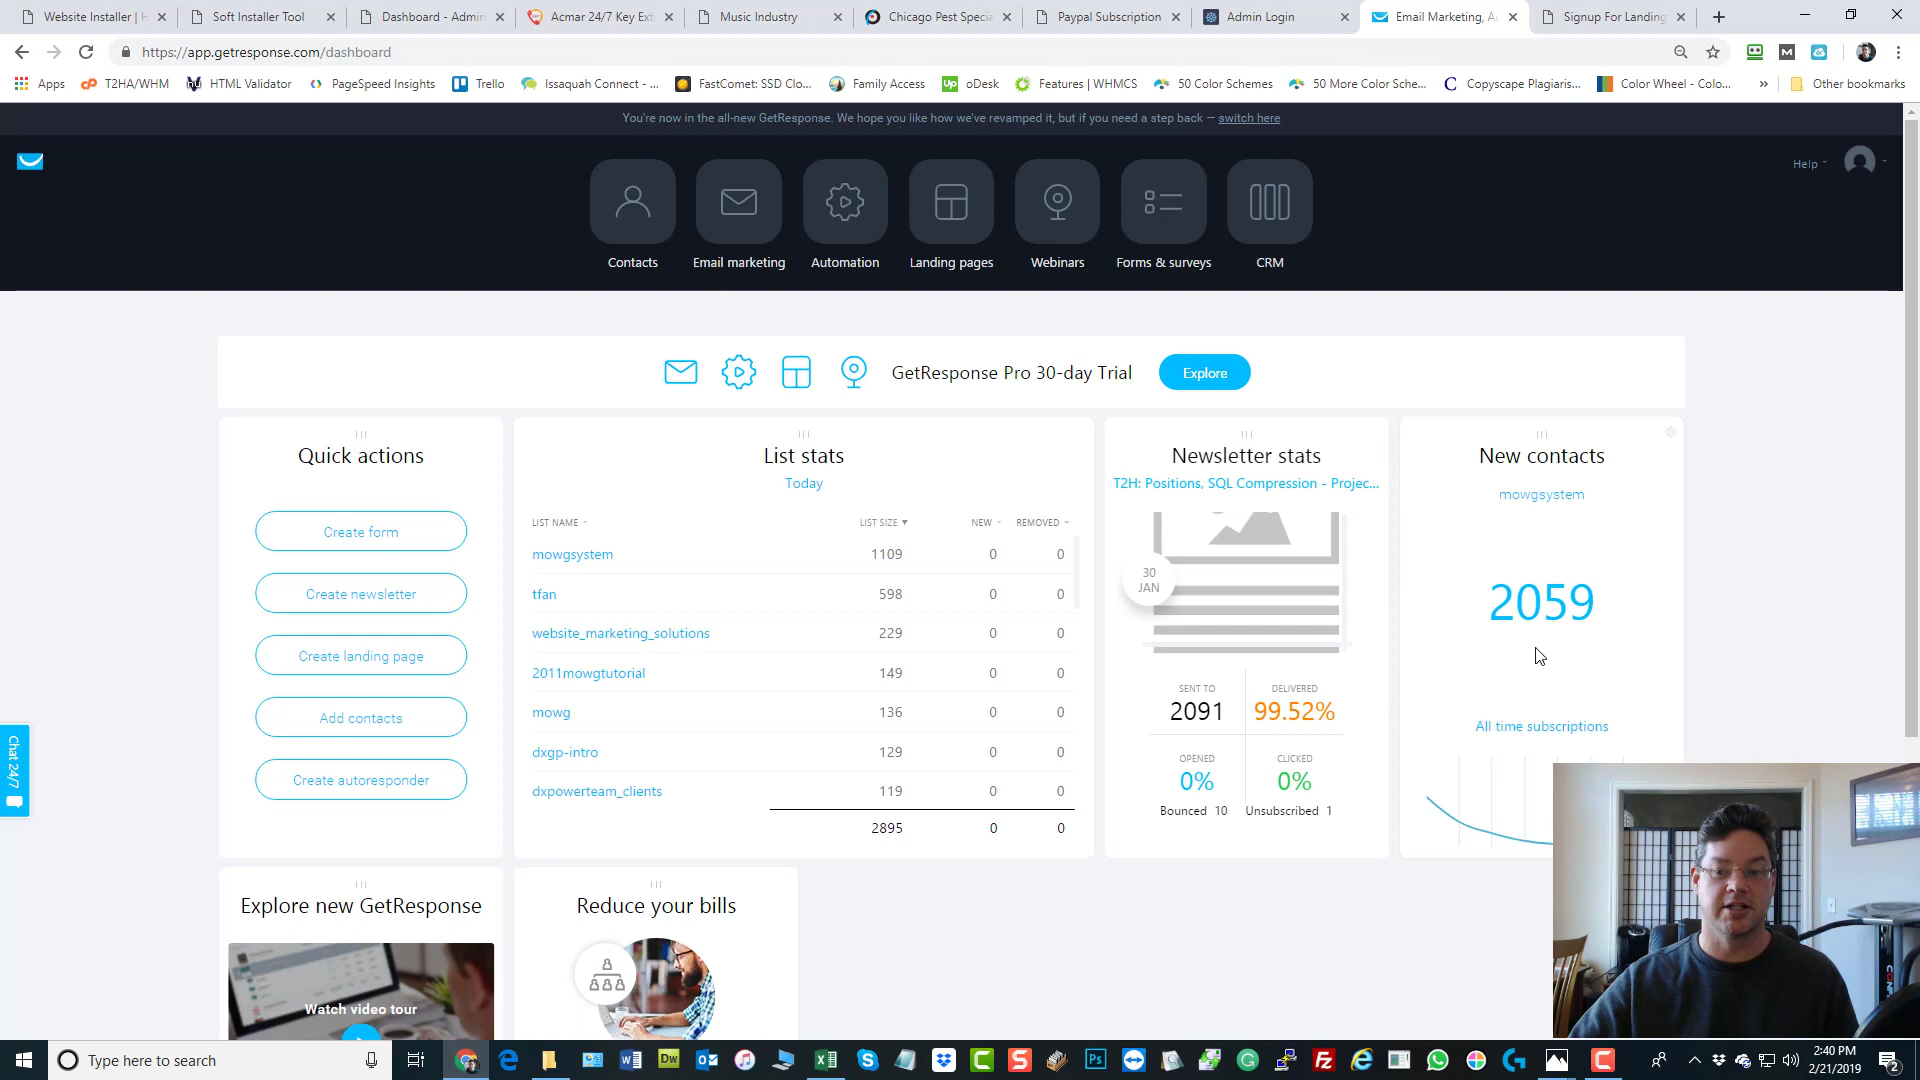 Website Installer | H
Soft Installer Tool
Dashboard - Admin
Acmar 24/7 Key Ext
Music Industry
Chicago Pest Specia
Paypal Subscription
Admin Login
Email Marketing, A
Signup For Landing
https://app.getresponse.com/dashboard
Apps
T2HA/WHM
HTML Validator
PageSpeed Insights
Trello
Issaquah Connect - ...
FastComet: SSD Clo...
Family Access
oDesk
Features | WHMCS
50 Color Schemes
50 More Color Sche...
Copyscape Plagiaris...
Color Wheel - Colo...
Other bookmarks
You're now in the all-new GetResponse. We hope you like how we've revamped it, but if you need a step back — switch here
Help
Contacts
Email marketing
Automation
Landing pages
Webinars
Forms & surveys
CRM
GetResponse Pro 30-day Trial
Explore
Quick actions
Create form
Create newsletter
Create landing page
Add contacts
Create autoresponder
List stats
Today
LIST NAME LIST SIZE NEW REMOVED
mowgsystem 1109 0 0
tfan 598 0 0
website_marketing_solutions 229 0 0
2011mowgtutorial 149 0 0
mowg 136 0 0
dxgp-intro 129 0 0
dxpowerteam_clients 119 0 0
2895 0 0
Newsletter stats
T2H: Positions, SQL Compression - Projec...
30
JAN
SENT TO
2091
DELIVERED
99.52%
OPENED
0%
CLICKED
0%
Bounced 10
Unsubscribed 1
New contacts
mowgsystem
2059
All time subscriptions
Chat 24/7
Explore new GetResponse
Watch video tour
Reduce your bills
Type here to search
2:40 PM
2/21/2019
2